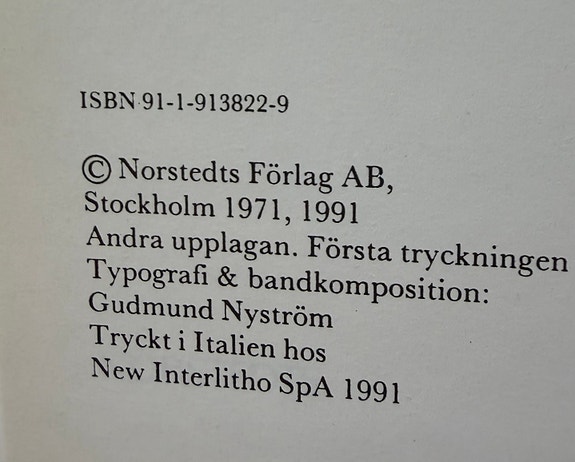 ISBN 91-1-913822-9
© Norstedts Förlag AB,
Stockholm 1971, 1991
Andra upplagan. Första tryckningen
Typografi & bandkomposition:
Gudmund Nyström
Tryckt i Italien hos
New Interlitho SpA 1991